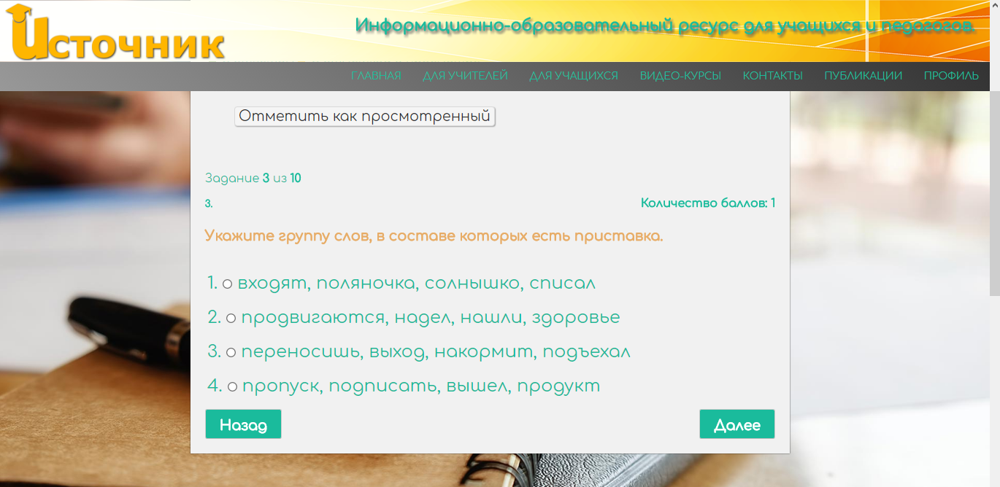 Источник
Информационно-образовательный ресурс для учащихся и педагогов.
ГЛАВНАЯ ДЛЯ УЧИТЕЛЕЙ ДЛЯ УЧАЩИХСЯ ВИДЕО-КУРСЫ КОНТАКТЫ ПУБЛИКАЦИИ ПРОФИЛЬ
Отметить как просмотренный
Задание 3 из 10
3. Количество баллов: 1
Укажите группу слов, в составе которых есть приставка.
1. входят, поляночка, солнышко, списал
2. продвигаются, надел, нашли, здоровье
3. переносишь, выход, накормит, подъехал
4. пропуск, подписать, вышел, продукт
Назад Далее